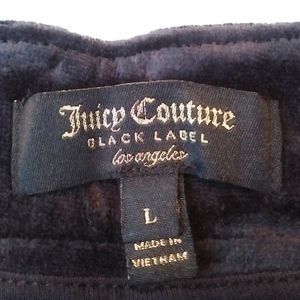 Juicy Couture
BLACK LABEL
los angeles
L
MADE IN
VIETNAM